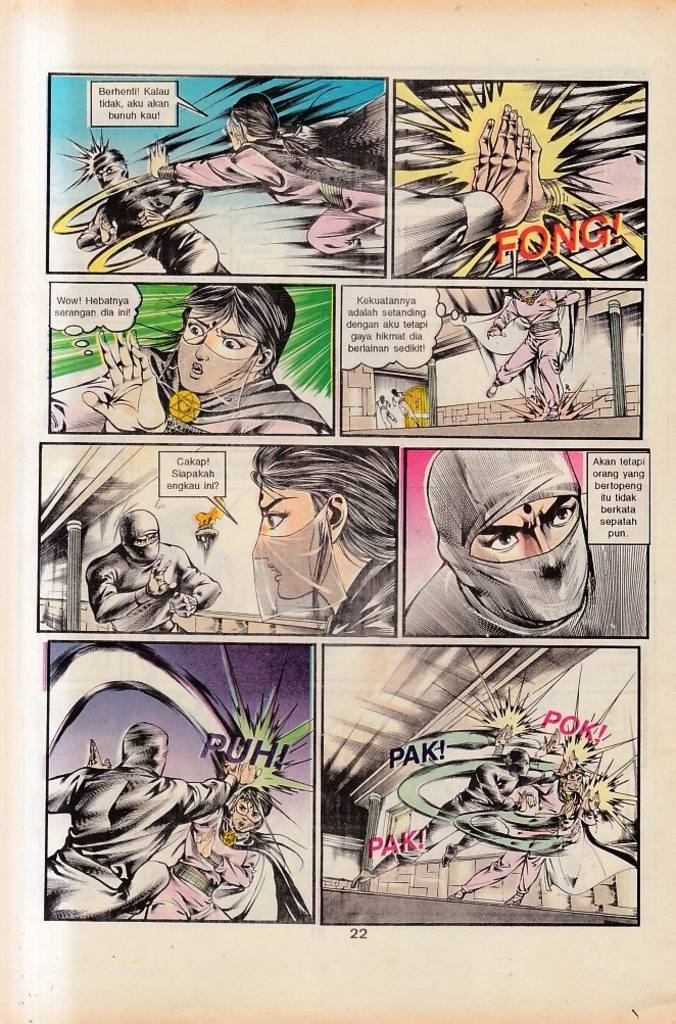 Berhenti! Kalau
tidak, aku akan
bunuh kau!
FONG!
Wow! Hebatnya
serangan dia ini!
Kekuatannya
adalah setanding
dengan aku tetapi
gaya hikmat dia
berlainan sedikit!
Cakap!
Siapakah
engkau ini?
Akan tetapi
orang yang
bertopeng
itu tidak
berkata
sepatah
pun.
PUH!
PAK!
POK!
PAK!
22